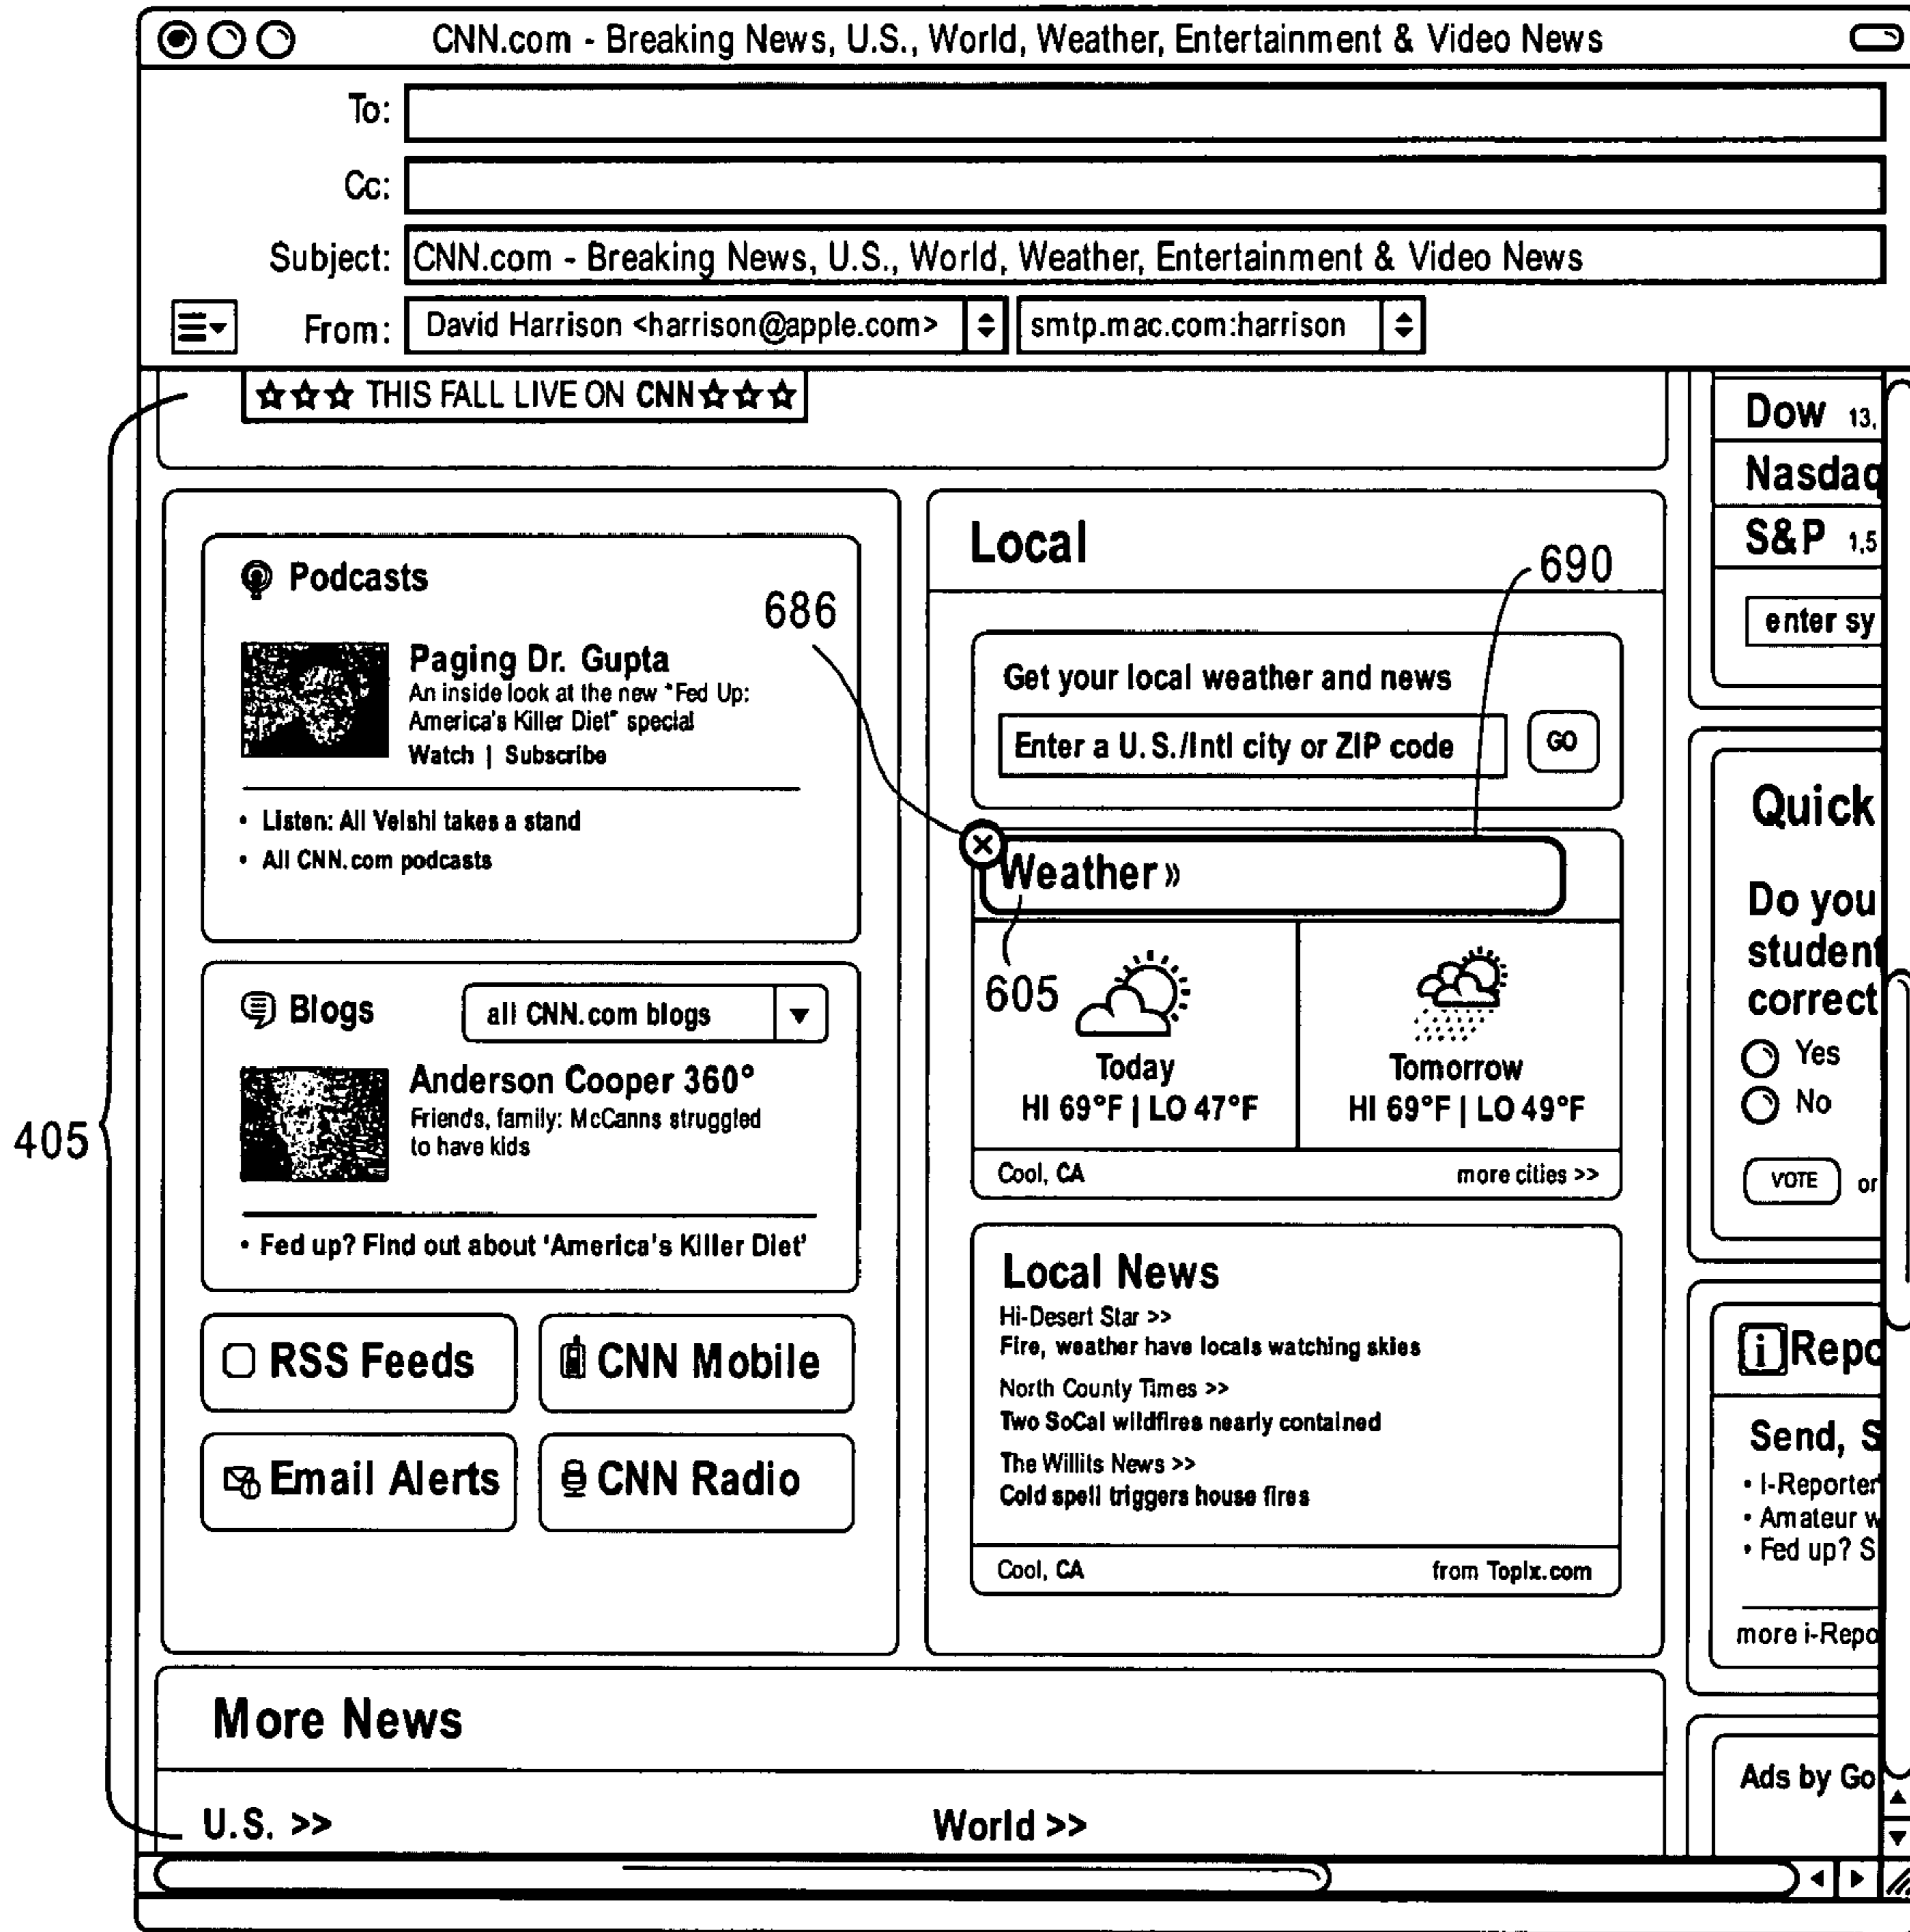 CNN.com - Breaking News, U.S., World, Weather, Entertainment & Video News
To:
Cc:
Subject: CNN.com - Breaking News, U.S., World, Weather, Entertainment & Video News
From: David Harrison <harrison@apple.com> smtp.mac.com:harrison
☆☆☆ THIS FALL LIVE ON CNN☆☆☆
405
Podcasts
686
Paging Dr. Gupta
An inside look at the new "Fed Up:
America's Killer Diet" special
Watch | Subscribe
• Listen: All Velshi takes a stand
• All CNN.com podcasts
Blogs
all CNN.com blogs
Anderson Cooper 360°
Friends, family: McCanns struggled
to have kids
• Fed up? Find out about 'America's Killer Diet'
RSS Feeds
CNN Mobile
Email Alerts
CNN Radio
Local
690
Get your local weather and news
Enter a U.S./Intl city or ZIP code
GO
Weather »
605
Today
HI 69°F | LO 47°F
Tomorrow
HI 69°F | LO 49°F
Cool, CA
more cities >>
Local News
Hi-Desert Star >>
Fire, weather have locals watching skies
North County Times >>
Two SoCal wildfires nearly contained
The Willits News >>
Cold spell triggers house fires
Cool, CA
from Topix.com
Dow 13,
Nasdaq
S&P 1,5
enter sy
Quick
Do you
student
correct
Yes
No
VOTE or
i Repo
Send, S
• I-Reporter
• Amateur w
• Fed up? S
more i-Repo
Ads by Go
More News
U.S. >>
World >>